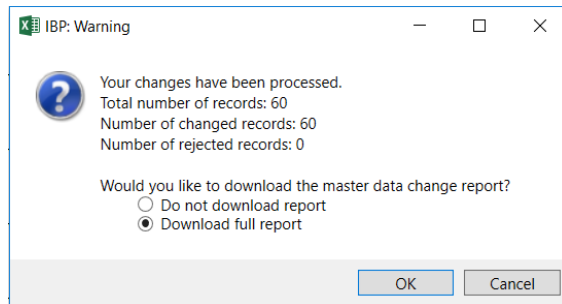 IBP: Warning
Your changes have been processed.
Total number of records: 60
Number of changed records: 60
Number of rejected records: 0
Would you like to download the master data change report?
Do not download report
Download full report
OK
Cancel